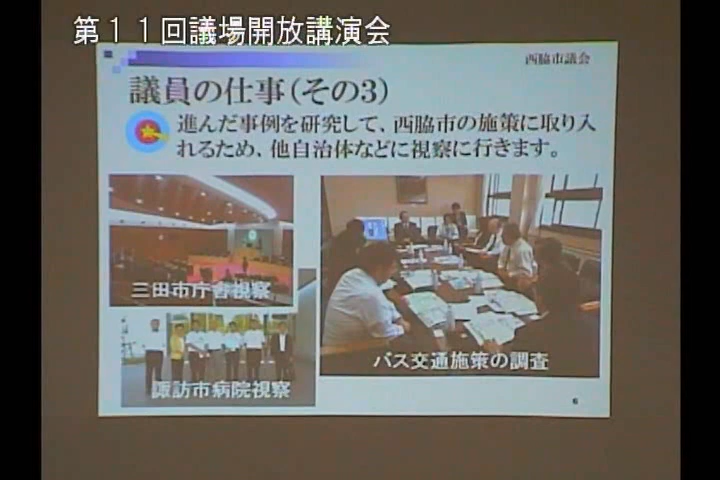 第１１回議場開放講演会
西脇市議会
議員の仕事(その3)
進んだ事例を研究して、西脇市の施策に取り入
れるため、他自治体などに視察に行きます。
三田市庁舎視察
バス交通施策の調査
諏訪市病院視察
6